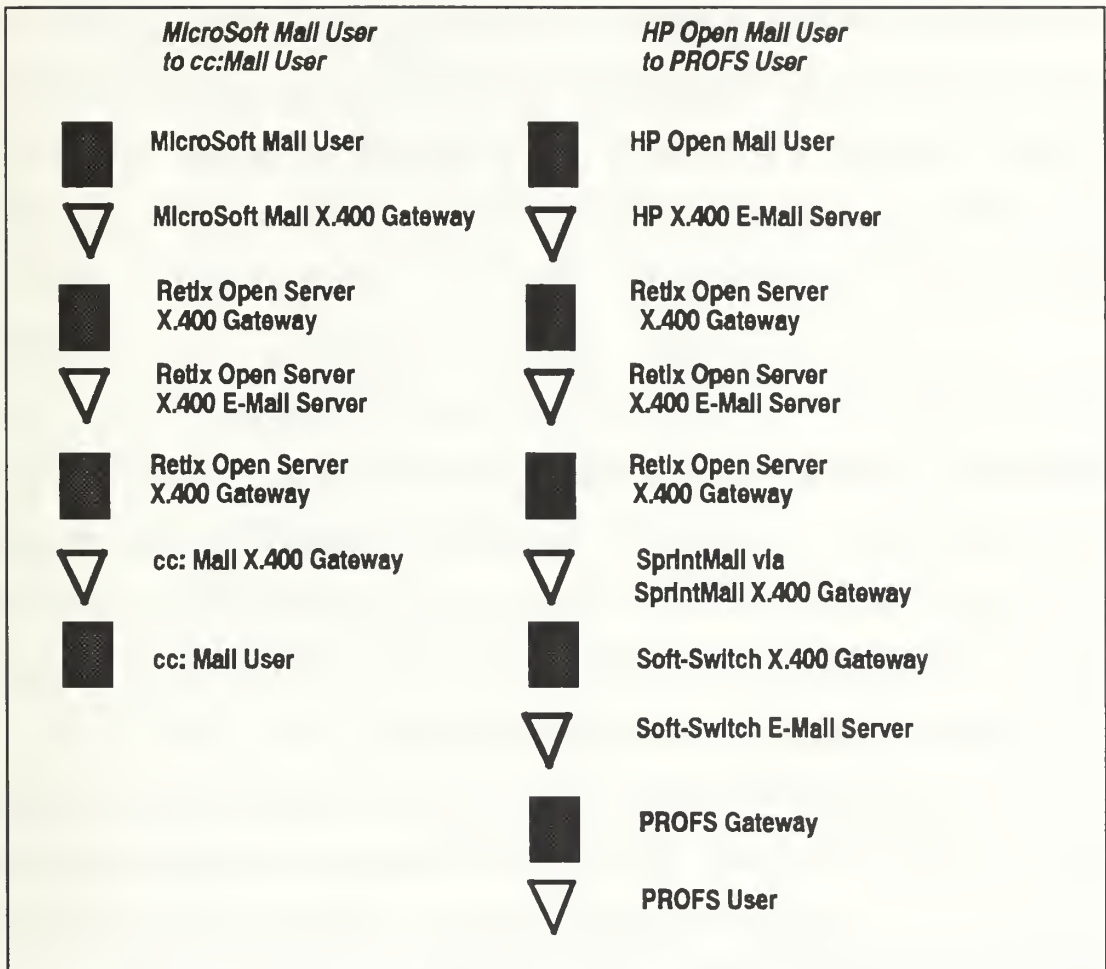 MicroSoft Mail User
to cc:Mail User
MicroSoft Mail User
MicroSoft Mail X.400 Gateway
Retix Open Server
X.400 Gateway
Retix Open Server
X.400 E-Mail Server
Retix Open Server
X.400 Gateway
cc: Mail X.400 Gateway
cc: Mail User
HP Open Mail User
to PROFS User
HP Open Mail User
HP X.400 E-Mail Server
Retix Open Server
X.400 Gateway
Retix Open Server
X.400 E-Mail Server
Retix Open Server
X.400 Gateway
SprintMail via
SprintMail X.400 Gateway
Soft-Switch X.400 Gateway
Soft-Switch E-Mail Server
PROFS Gateway
PROFS User